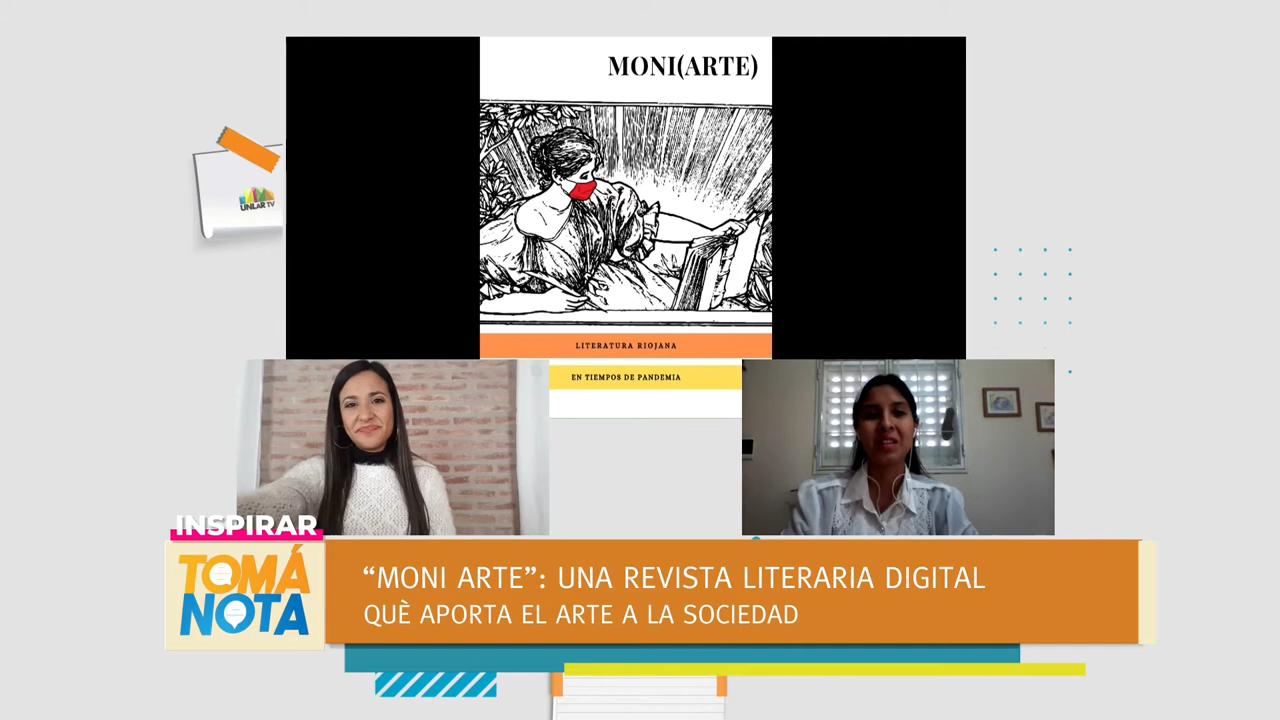 MONI(ARTE)
UNLAR TV
LITERATURA RIOJANA
EN TIEMPOS DE PANDEMIA
INSPIRAR
TOMÁ
NOTA
“MONI ARTE”: UNA REVISTA LITERARIA DIGITAL
QUÈ APORTA EL ARTE A LA SOCIEDAD